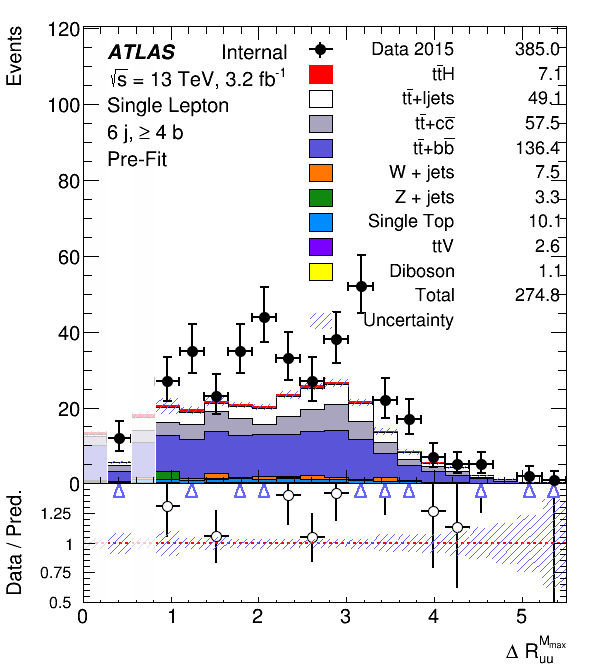 Events
120
100
80
60
40
20
0
ATLAS Internal
√s = 13 TeV, 3.2 fb⁻¹
Single Lepton
6 j, ≥ 4 b
Pre-Fit
Data 2015 385.0
tt̄H 7.1
tt̄+ljets 49.1
tt̄+cc̄ 57.5
tt̄+bb̄ 136.4
W + jets 7.5
Z + jets 3.3
Single Top 10.1
ttV 2.6
Diboson 1.1
Total 274.8
Uncertainty
Data / Pred.
1.25
1
0.75
0.5
0 1 2 3 4 5
Δ R_uu^M_max